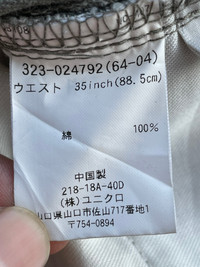 323-024792(64-04)
ウエスト 35inch(88.5cm)
綿 100%
中国製
218-18A-40D
(株)ユニクロ
山口県山口市佐山717番地1
〒754-0894